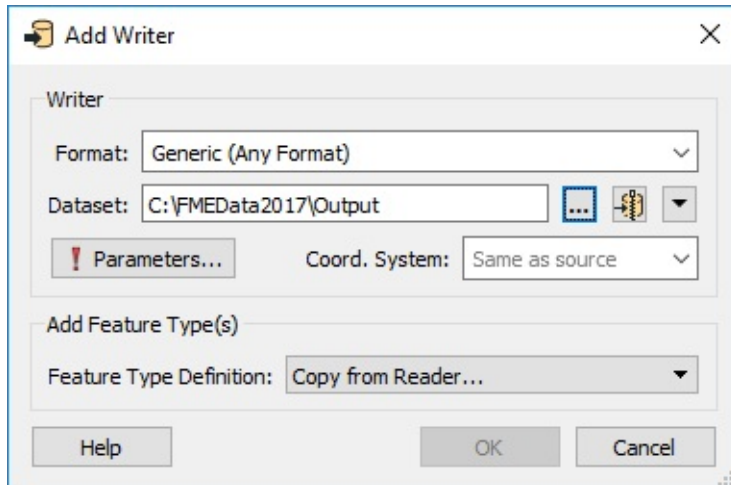 Add Writer
Writer
Format: Generic (Any Format)
Dataset: C:\FMEData2017\Output ...
! Parameters... Coord. System: Same as source
Add Feature Type(s)
Feature Type Definition: Copy from Reader...
Help OK Cancel